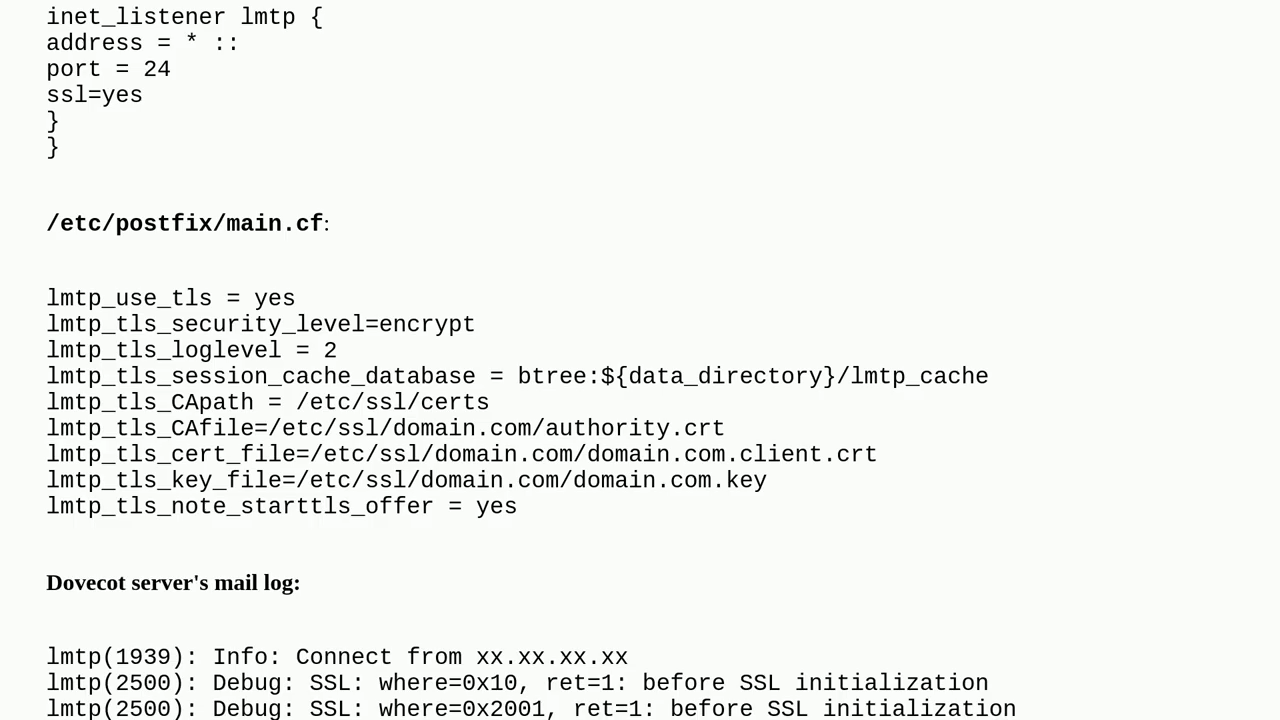 inet_listener lmtp {
address = * ::
port = 24
ssl=yes
}
}
/etc/postfix/main.cf:
lmtp_use_tls = yes
lmtp_tls_security_level=encrypt
lmtp_tls_loglevel = 2
lmtp_tls_session_cache_database = btree:${data_directory}/lmtp_cache
lmtp_tls_CApath = /etc/ssl/certs
lmtp_tls_CAfile=/etc/ssl/domain.com/authority.crt
lmtp_tls_cert_file=/etc/ssl/domain.com/domain.com.client.crt
lmtp_tls_key_file=/etc/ssl/domain.com/domain.com.key
lmtp_tls_note_starttls_offer = yes
Dovecot server's mail log:
lmtp(1939): Info: Connect from xx.xx.xx.xx
lmtp(2500): Debug: SSL: where=0x10, ret=1: before SSL initialization
lmtp(2500): Debug: SSL: where=0x2001, ret=1: before SSL initialization